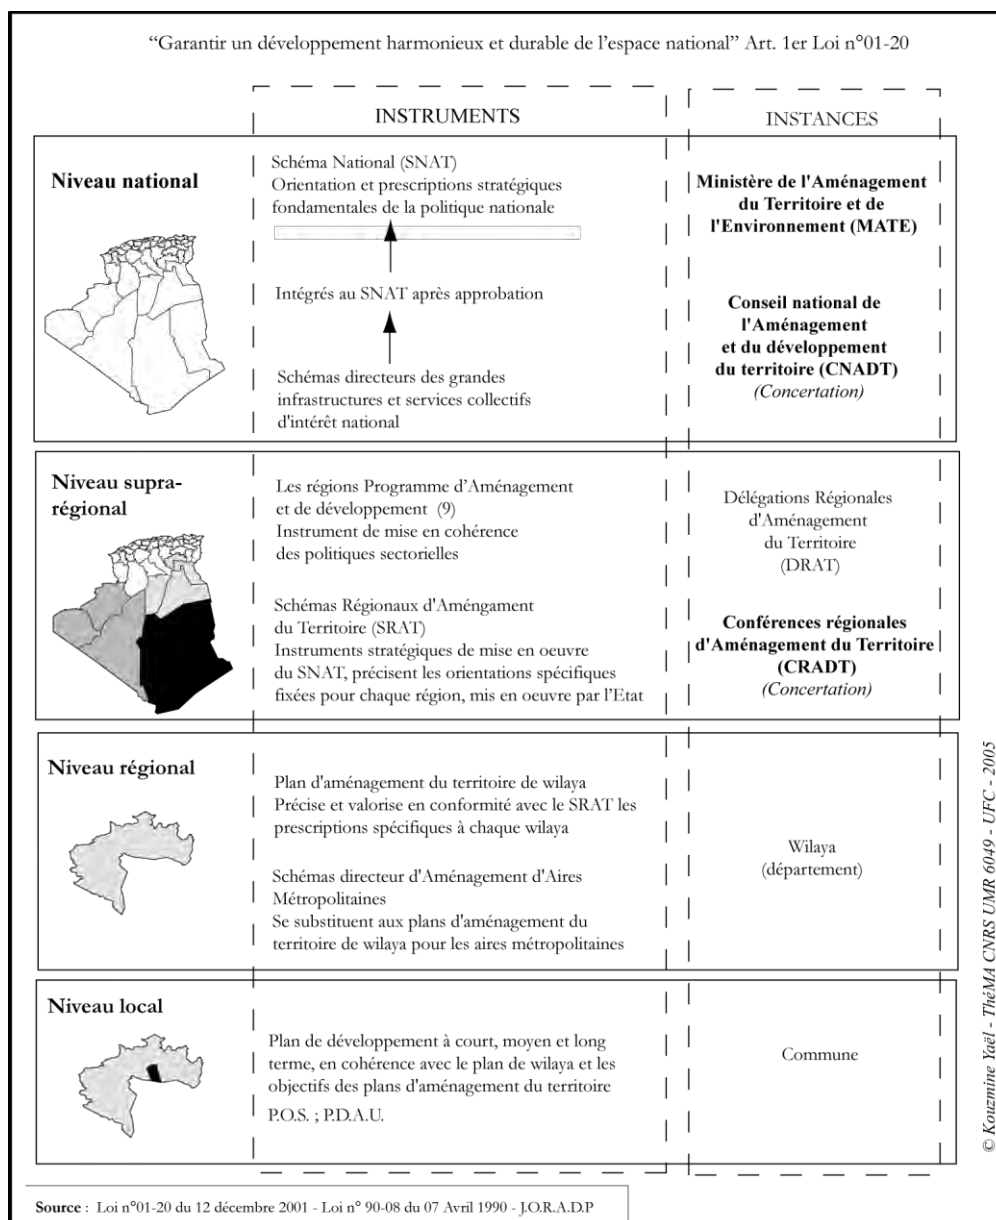 “Garantir un développement harmonieux et durable de l’espace national” Art. 1er Loi n°01-20
INSTRUMENTS
INSTANCES
Niveau national
Schéma National (SNAT)
Orientation et prescriptions stratégiques
fondamentales de la politique nationale
Intégrés au SNAT après approbation
Schémas directeurs des grandes
infrastructures et services collectifs
d'intérêt national
Ministère de l'Aménagement
du Territoire et de
l'Environnement (MATE)
Conseil national de
l'Aménagement
et du développement
du territoire (CNADT)
(Concertation)
Niveau supra-
régional
Les régions Programme d’Aménagement
et de développement (9)
Instrument de mise en cohérence
des politiques sectorielles
Schémas Régionaux d'Améngament
du Territoire (SRAT)
Instruments stratégiques de mise en oeuvre
du SNAT, précisent les orientations spécifiques
fixées pour chaque région, mis en oeuvre par l’Etat
Délégations Régionales
d'Aménagement
du Territoire
(DRAT)
Conférences régionales
d'Aménagement du Territoire
(CRADT)
(Concertation)
Niveau régional
Plan d'aménagement du territoire de wilaya
Précise et valorise en conformité avec le SRAT les
prescriptions spécifiques à chaque wilaya
Schémas directeur d'Aménagement d'Aires
Métropolitaines
Se substituent aux plans d'aménagement du
territoire de wilaya pour les aires métropolitaines
Wilaya
(département)
Niveau local
Plan de développement à court, moyen et long
terme, en cohérence avec le plan de wilaya et les
objectifs des plans d'aménagement du territoire
P.O.S. ; P.D.A.U.
Commune
© Kouzmine Yaël - ThéMA CNRS UMR 6049 - UFC - 2005
Source : Loi n°01-20 du 12 décembre 2001 - Loi n° 90-08 du 07 Avril 1990 - J.O.R.A.D.P